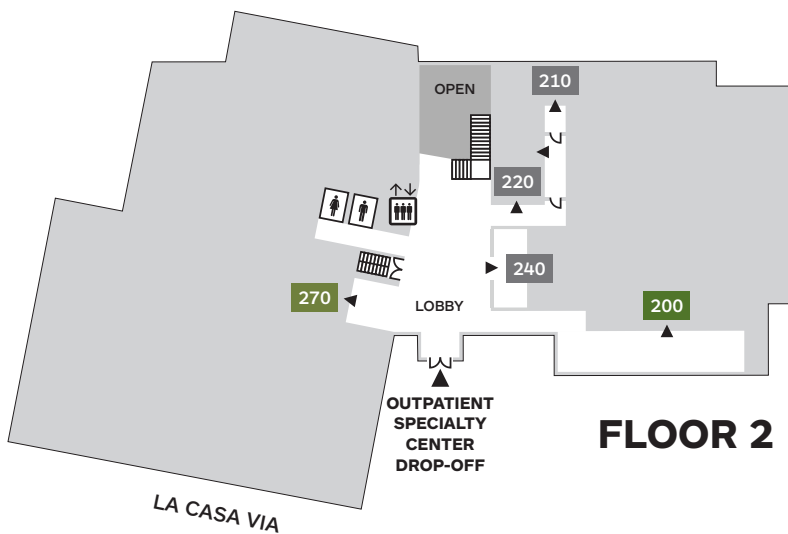 OPEN
210
220
240
270
LOBBY
200
OUTPATIENT
SPECIALTY
CENTER
DROP-OFF
FLOOR 2
LA CASA VIA